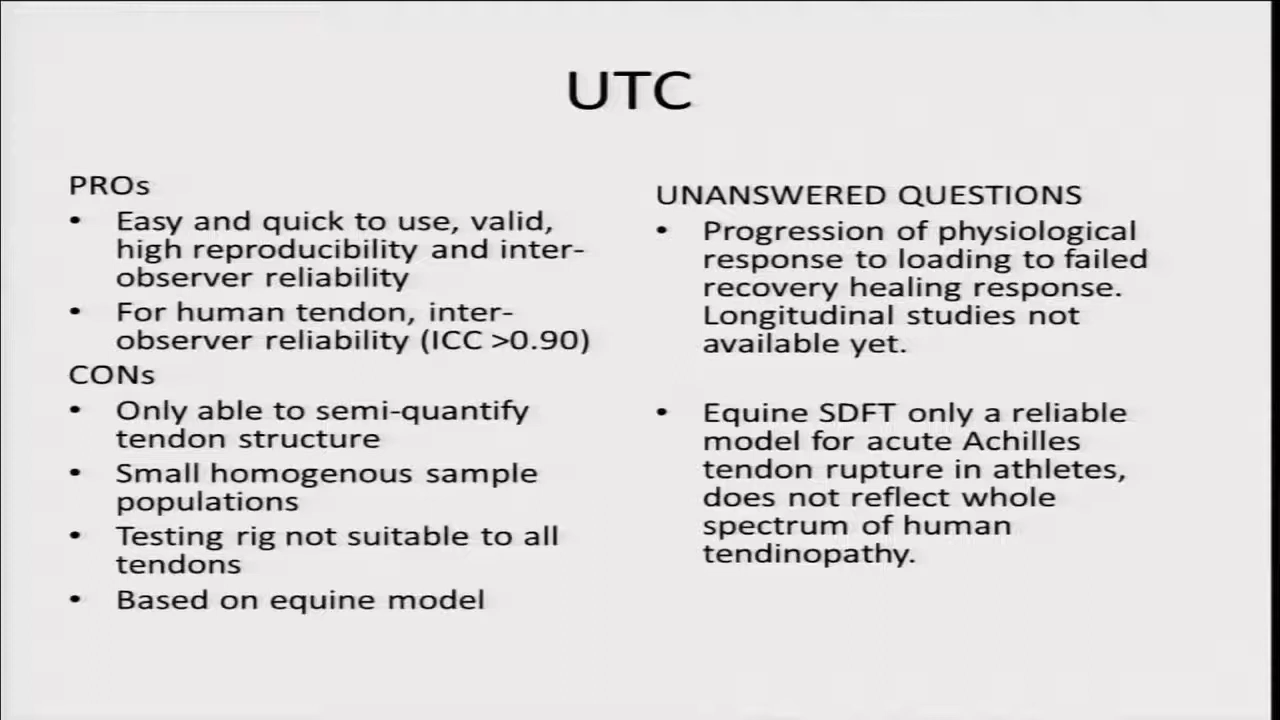 UTC
PROs
• Easy and quick to use, valid,
high reproducibility and inter-
observer reliability
• For human tendon, inter-
observer reliability (ICC >0.90)
CONs
• Only able to semi-quantify
tendon structure
• Small homogenous sample
populations
• Testing rig not suitable to all
tendons
• Based on equine model
UNANSWERED QUESTIONS
• Progression of physiological
response to loading to failed
recovery healing response.
Longitudinal studies not
available yet.
• Equine SDFT only a reliable
model for acute Achilles
tendon rupture in athletes,
does not reflect whole
spectrum of human
tendinopathy.